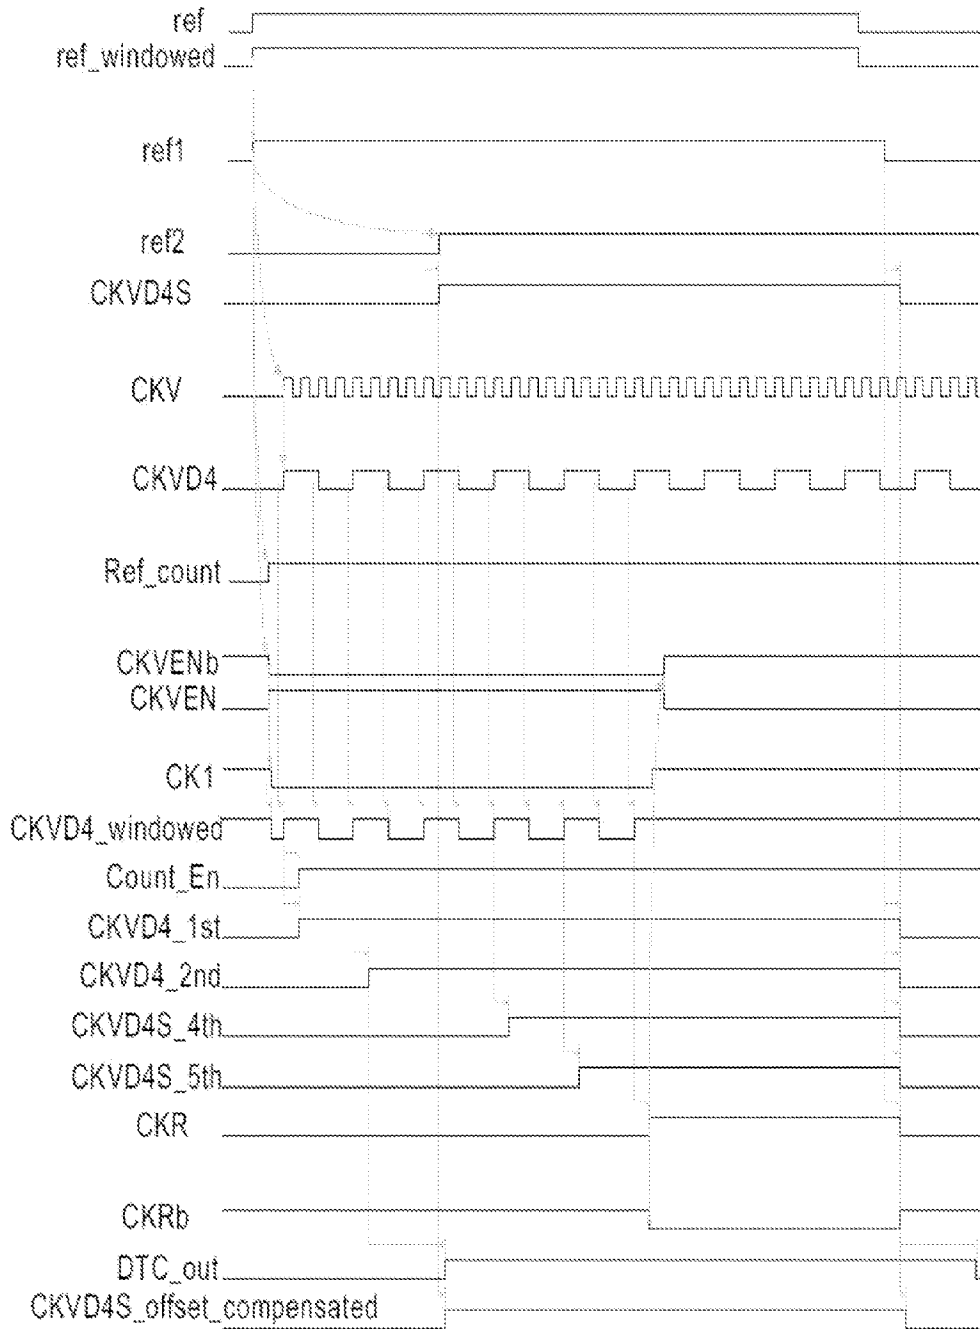 ref
ref_windowed
ref1
ref2
CKVD4S
CKV
CKVD4
Ref_count
CKVENb
CKVEN
CK1
CKVD4_windowed
Count_En
CKVD4_1st
CKVD4_2nd
CKVD4S_4th
CKVD4S_5th
CKR
CKRb
DTC_out
CKVD4S_offset_compensated